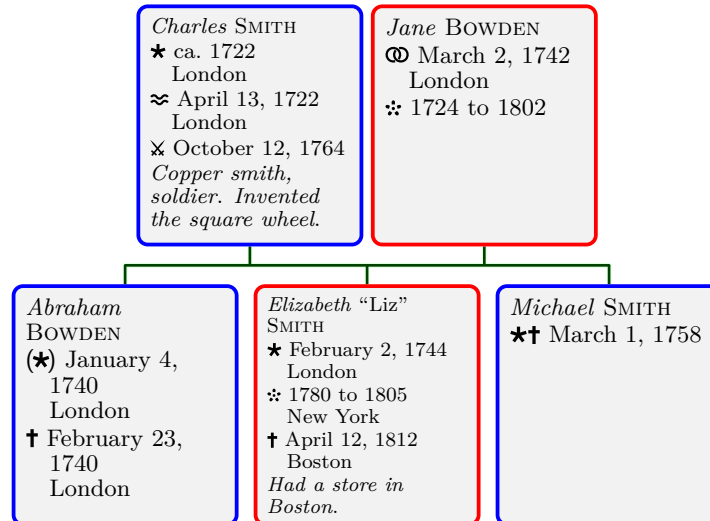 Charles SMITH
★ ca. 1722
London
≈ April 13, 1722
London
⚔ October 12, 1764
Copper smith,
soldier. Invented
the square wheel.
Jane BOWDEN
⚭ March 2, 1742
London
⁘ 1724 to 1802
Abraham
BOWDEN
(★) January 4,
1740
London
✝ February 23,
1740
London
Elizabeth “Liz”
SMITH
★ February 2, 1744
London
⁘ 1780 to 1805
New York
✝ April 12, 1812
Boston
Had a store in
Boston.
Michael SMITH
★✝ March 1, 1758